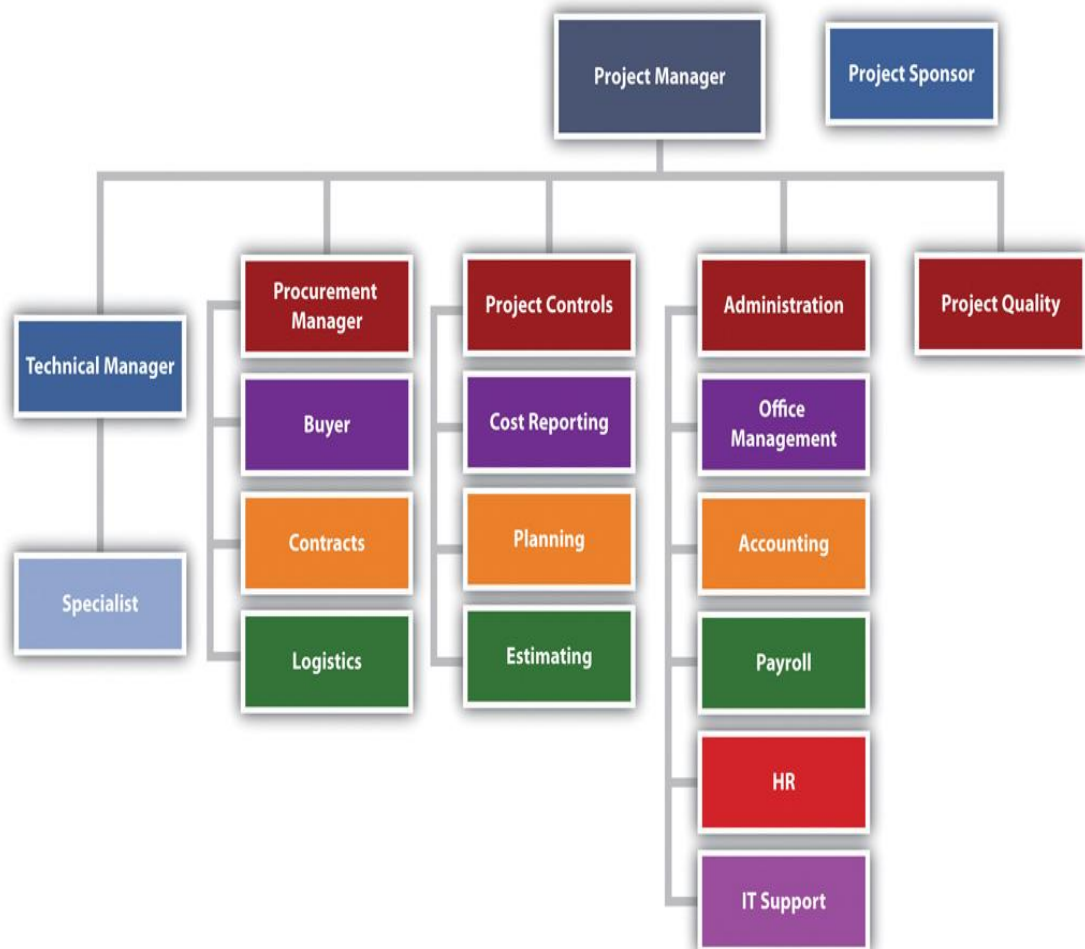 Project Manager
Project Sponsor
Technical Manager
Specialist
Procurement
Manager
Buyer
Contracts
Logistics
Project Controls
Cost Reporting
Planning
Estimating
Administration
Office
Management
Accounting
Payroll
HR
IT Support
Project Quality